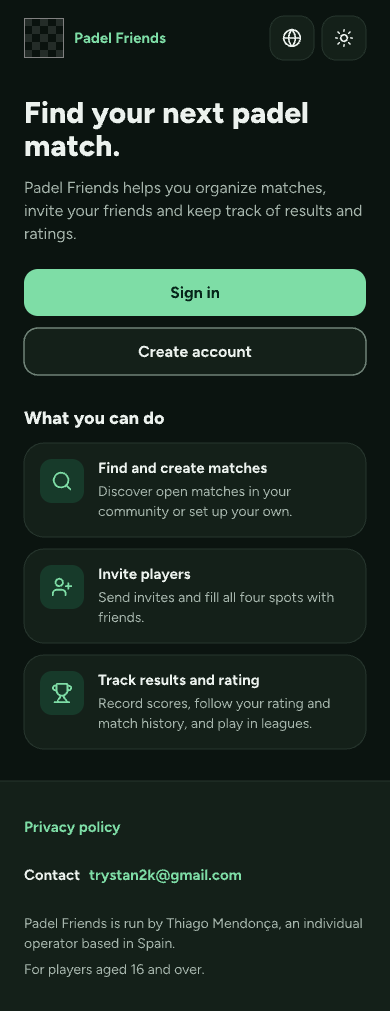 Padel Friends
Find your next padel
match.
Padel Friends helps you organize matches,
invite your friends and keep track of results and
ratings.
Sign in
Create account
What you can do
Find and create matches
Discover open matches in your
community or set up your own.
Invite players
Send invites and fill all four spots with
friends.
Track results and rating
Record scores, follow your rating and
match history, and play in leagues.
Privacy policy
Contact trystan2k@gmail.com
Padel Friends is run by Thiago Mendonça, an individual
operator based in Spain.
For players aged 16 and over.